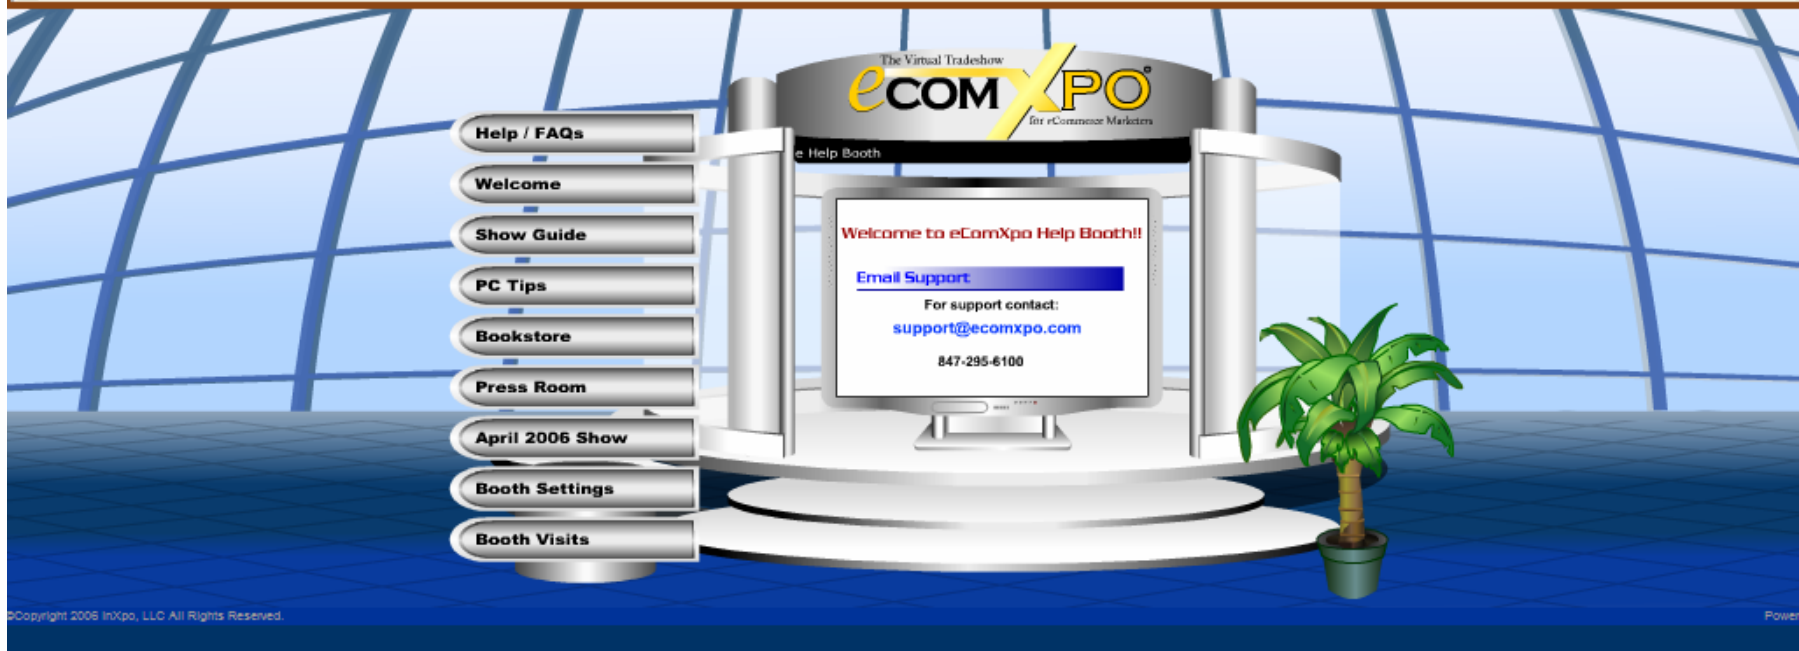 The Virtual Tradeshow
eCOMXPO
for eCommerce Marketers
e Help Booth
Help / FAQs
Welcome
Show Guide
PC Tips
Bookstore
Press Room
April 2006 Show
Booth Settings
Booth Visits
Welcome to eComXpo Help Booth!!
Email Support
For support contact:
support@ecomxpo.com
847-295-6100
©Copyright 2006 InXpo, LLC All Rights Reserved.
Power